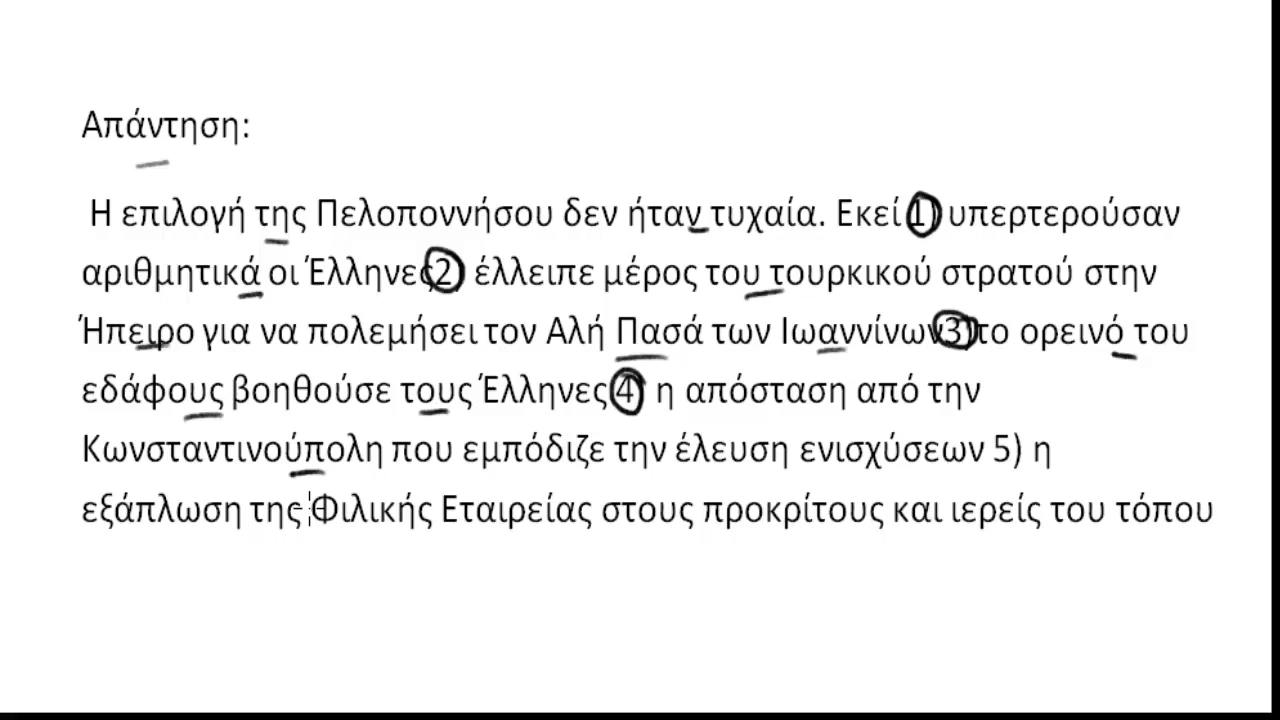 Απάντηση:
Η επιλογή της Πελοποννήσου δεν ήταν τυχαία. Εκεί 1) υπερτερούσαν
αριθμητικά οι Έλληνες 2) έλλειπε μέρος του τουρκικού στρατού στην
Ήπειρο για να πολεμήσει τον Αλή Πασά των Ιωαννίνων 3)το ορεινό του
εδάφους βοηθούσε τους Έλληνες 4) η απόσταση από την
Κωνσταντινούπολη που εμπόδιζε την έλευση ενισχύσεων 5) η
εξάπλωση της Φιλικής Εταιρείας στους προκρίτους και ιερείς του τόπου